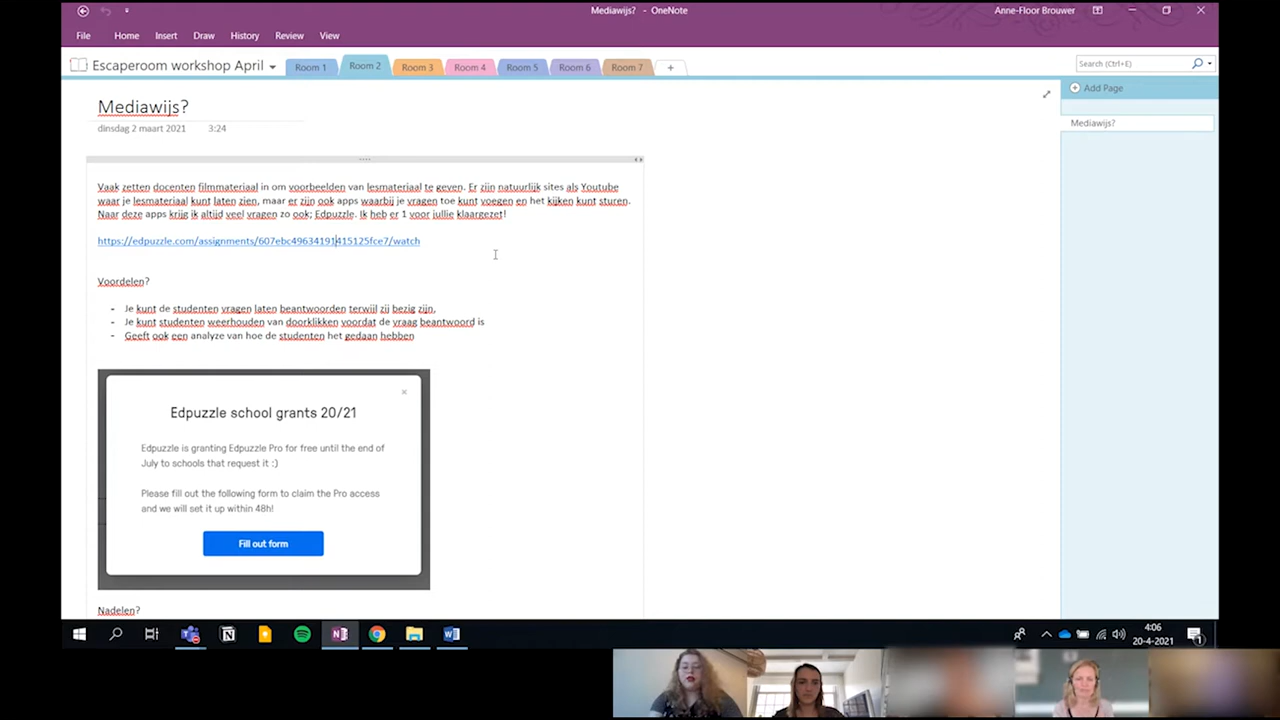 Mediawijs? - OneNote
Anne-Floor Brouwer
File Home Insert Draw History Review View
Escaperoom workshop April
Room 1 Room 2 Room 3 Room 4 Room 5 Room 6 Room 7 +
Search (Ctrl+E)
Add Page
Mediawijs?
Mediawijs?
dinsdag 2 maart 2021 3:24
Vaak zetten docenten filmmateriaal in om voorbeelden van lesmateriaal te geven. Er zijn natuurlijk sites als Youtube
waar je lesmateriaal kunt laten zien, maar er zijn ook apps waarbij je vragen toe kunt voegen en het kijken kunt sturen.
Naar deze apps krijg ik altijd veel vragen zo ook; Edpuzzle. Ik heb er 1 voor jullie klaargezet!
https://edpuzzle.com/assignments/607ebc49634191415125fce7/watch
Voordelen?
- Je kunt de studenten vragen laten beantwoorden terwijl zij bezig zijn,
- Je kunt studenten weerhouden van doorklikken voordat de vraag beantwoord is
- Geeft ook een analyze van hoe de studenten het gedaan hebben
Edpuzzle school grants 20/21
Edpuzzle is granting Edpuzzle Pro for free until the end of
July to schools that request it :)
Please fill out the following form to claim the Pro access
and we will set it up within 48h!
Fill out form
Nadelen?
4:06
20-4-2021